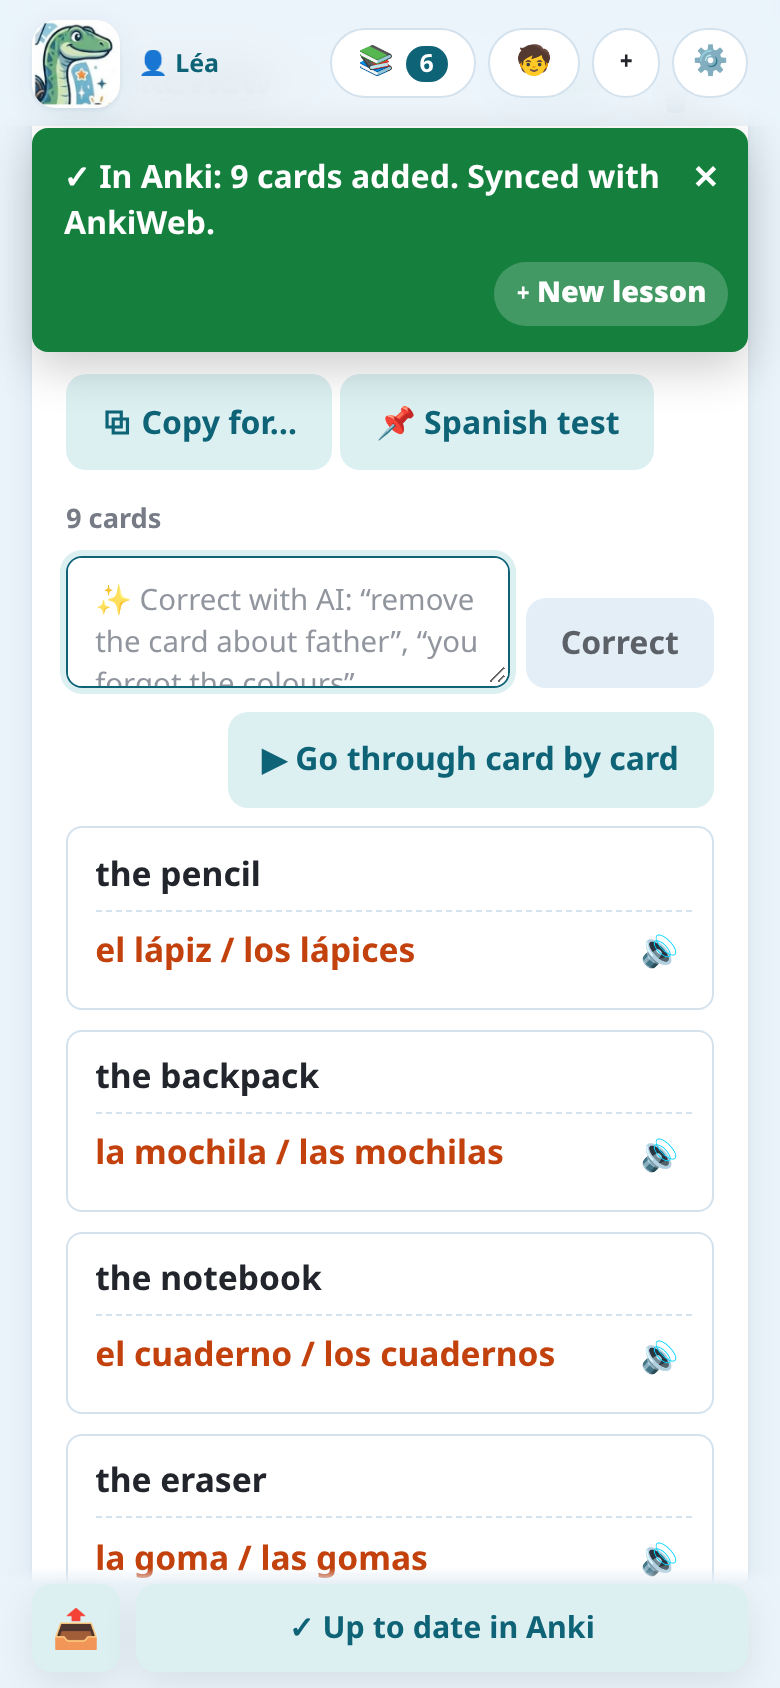 Léa
6
+
✓ In Anki: 9 cards added. Synced with
AnkiWeb.
✕
+ New lesson
Copy for...
Spanish test
9 cards
✨ Correct with AI: “remove
the card about father”, “you
forgot the colours”
Correct
▶ Go through card by card
the pencil
el lápiz / los lápices
the backpack
la mochila / las mochilas
the notebook
el cuaderno / los cuadernos
the eraser
la goma / las gomas
✓ Up to date in Anki